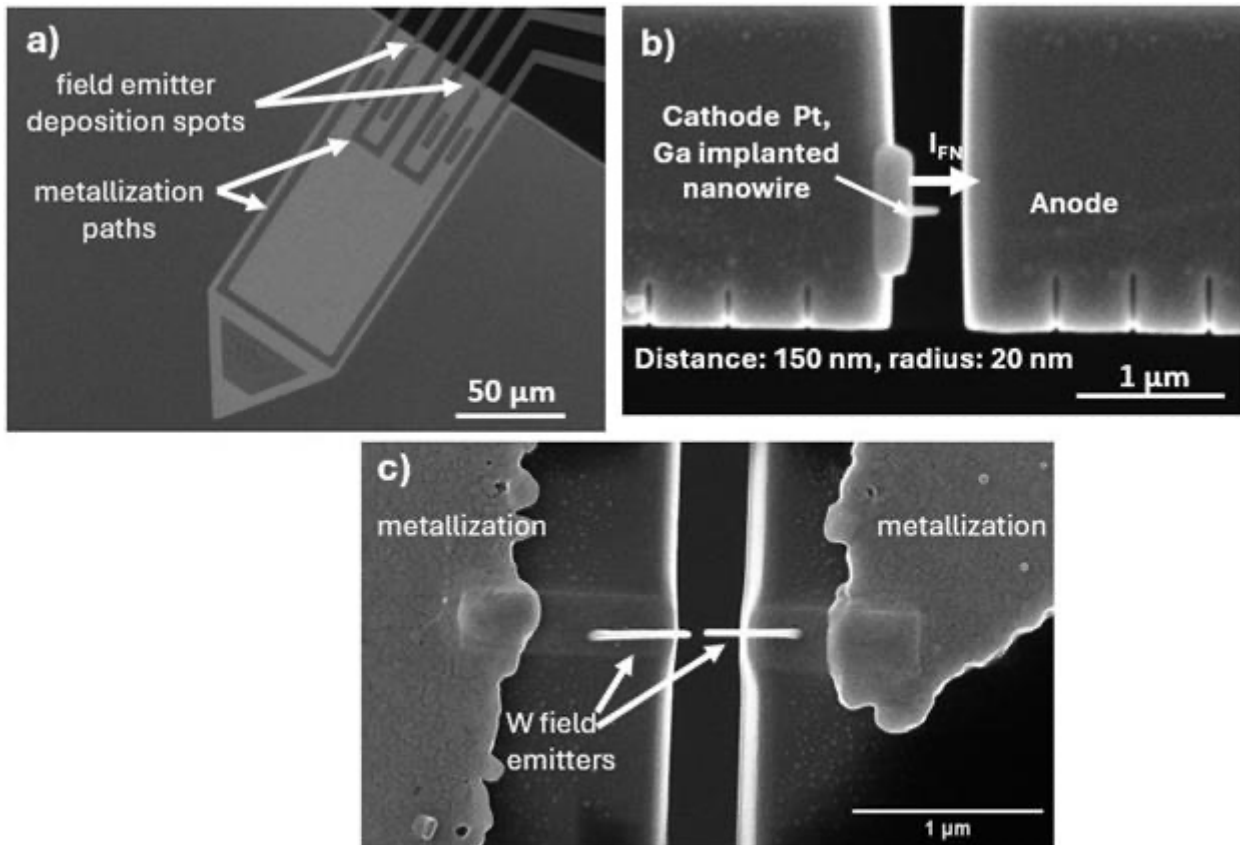 a)
field emitter
deposition spots
metallization
paths
50 µm
b)
Cathode Pt,
Ga implanted
nanowire
I_FN
Anode
Distance: 150 nm, radius: 20 nm
1 µm
c)
metallization
metallization
W field
emitters
1 µm